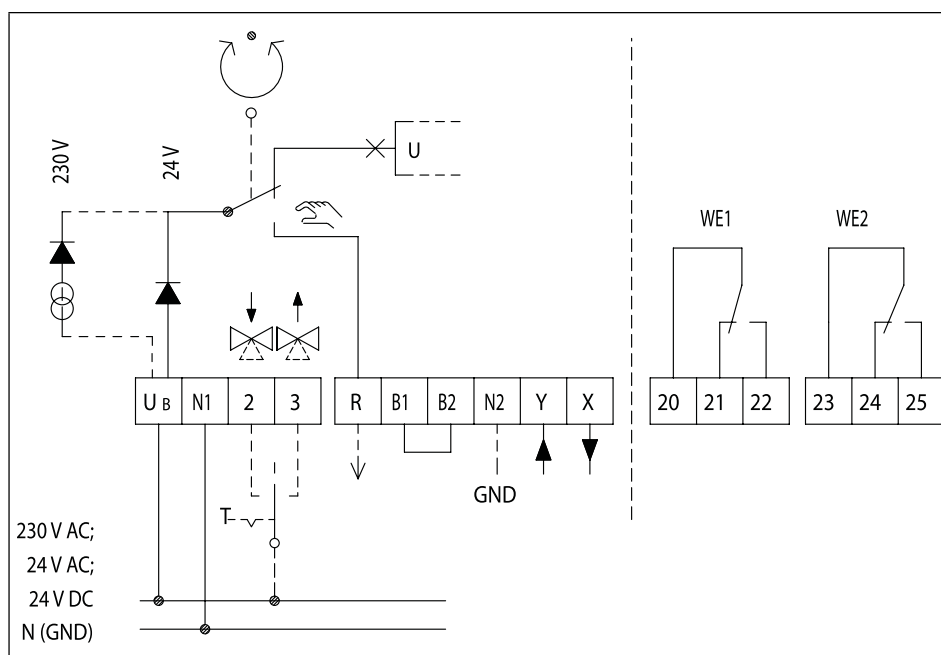 230 V
24 V
U
WE1
WE2
U B N1 2 3 R B1 B2 N2 Y X
20 21 22 23 24 25
GND
T
230 V AC;
24 V AC;
24 V DC
N (GND)